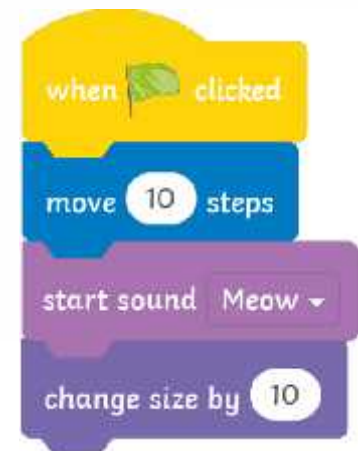 when clicked
move 10 steps
start sound Meow
change size by 10